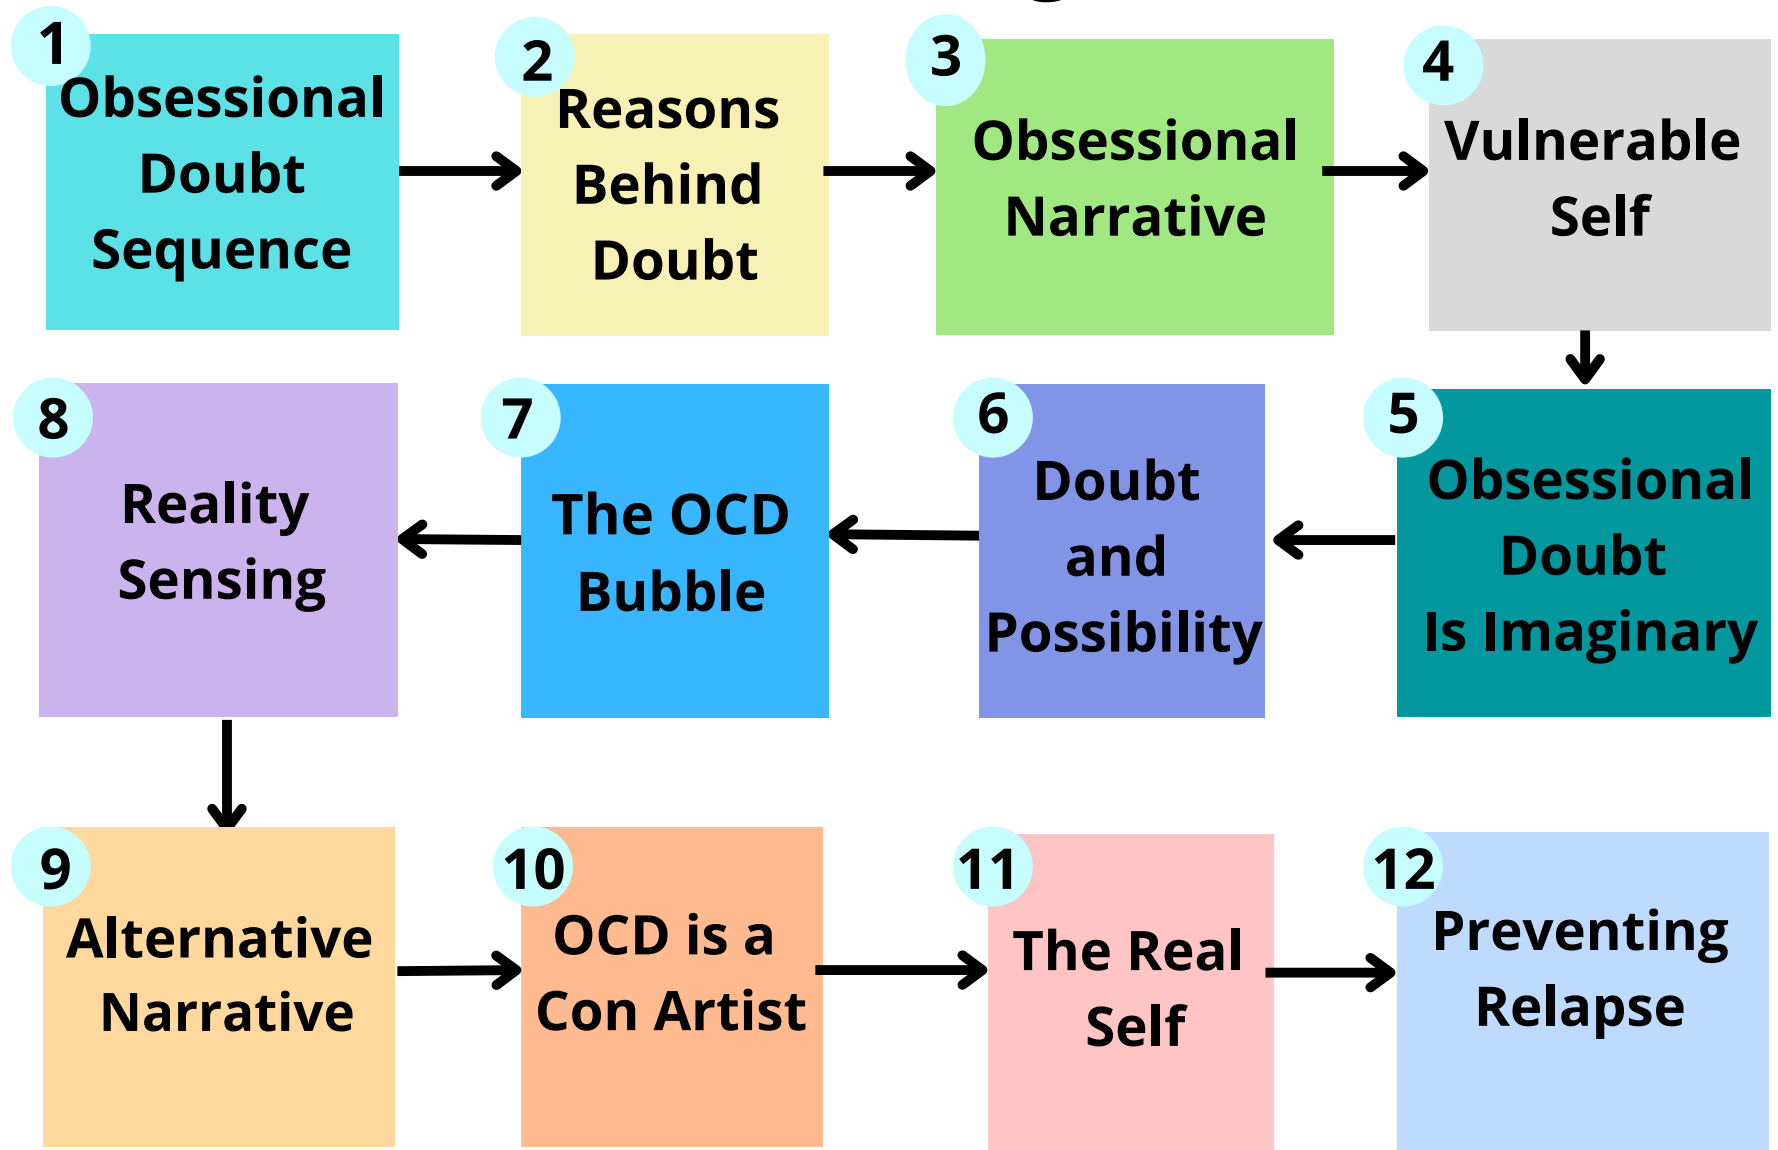 1
Obsessional
Doubt
Sequence
2
Reasons
Behind
Doubt
3
Obsessional
Narrative
4
Vulnerable
Self
5
Obsessional
Doubt
Is Imaginary
6
Doubt
and
Possibility
7
The OCD
Bubble
8
Reality
Sensing
9
Alternative
Narrative
10
OCD is a
Con Artist
11
The Real
Self
12
Preventing
Relapse